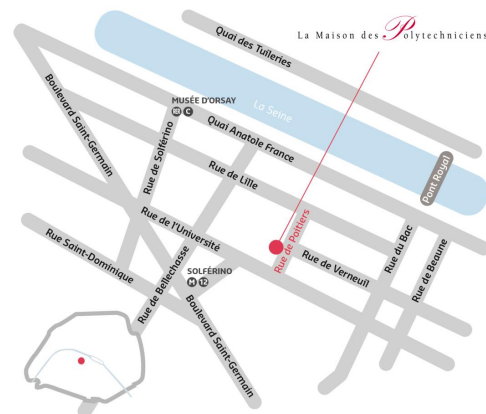 Quai des Tuileries
La Maison des Polytechniciens
Boulevard Saint-Germain
MUSÉE D'ORSAY
RER C
La Seine
Rue de Solférino
Quai Anatole France
Pont Royal
Rue de Lille
Rue de l'Université
Rue de Poitiers
Rue du Bac
Rue de Beaune
Rue Saint-Dominique
Rue de Bellechasse
Rue de Verneuil
SOLFÉRINO
M 12
Boulevard Saint-Germain